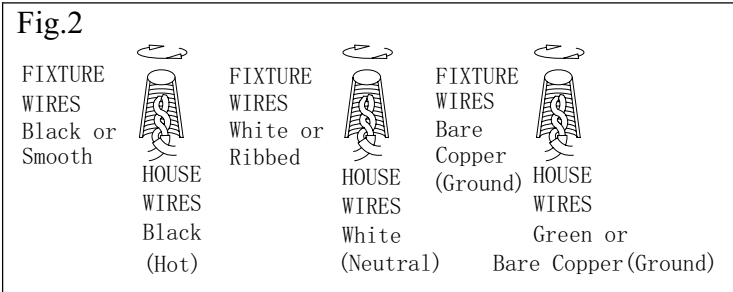 Fig.2
FIXTURE
WIRES
Black or
Smooth
HOUSE
WIRES
Black
(Hot)
FIXTURE
WIRES
White or
Ribbed
HOUSE
WIRES
White
(Neutral)
FIXTURE
WIRES
Bare
Copper
(Ground)
HOUSE
WIRES
Green or
Bare Copper(Ground)